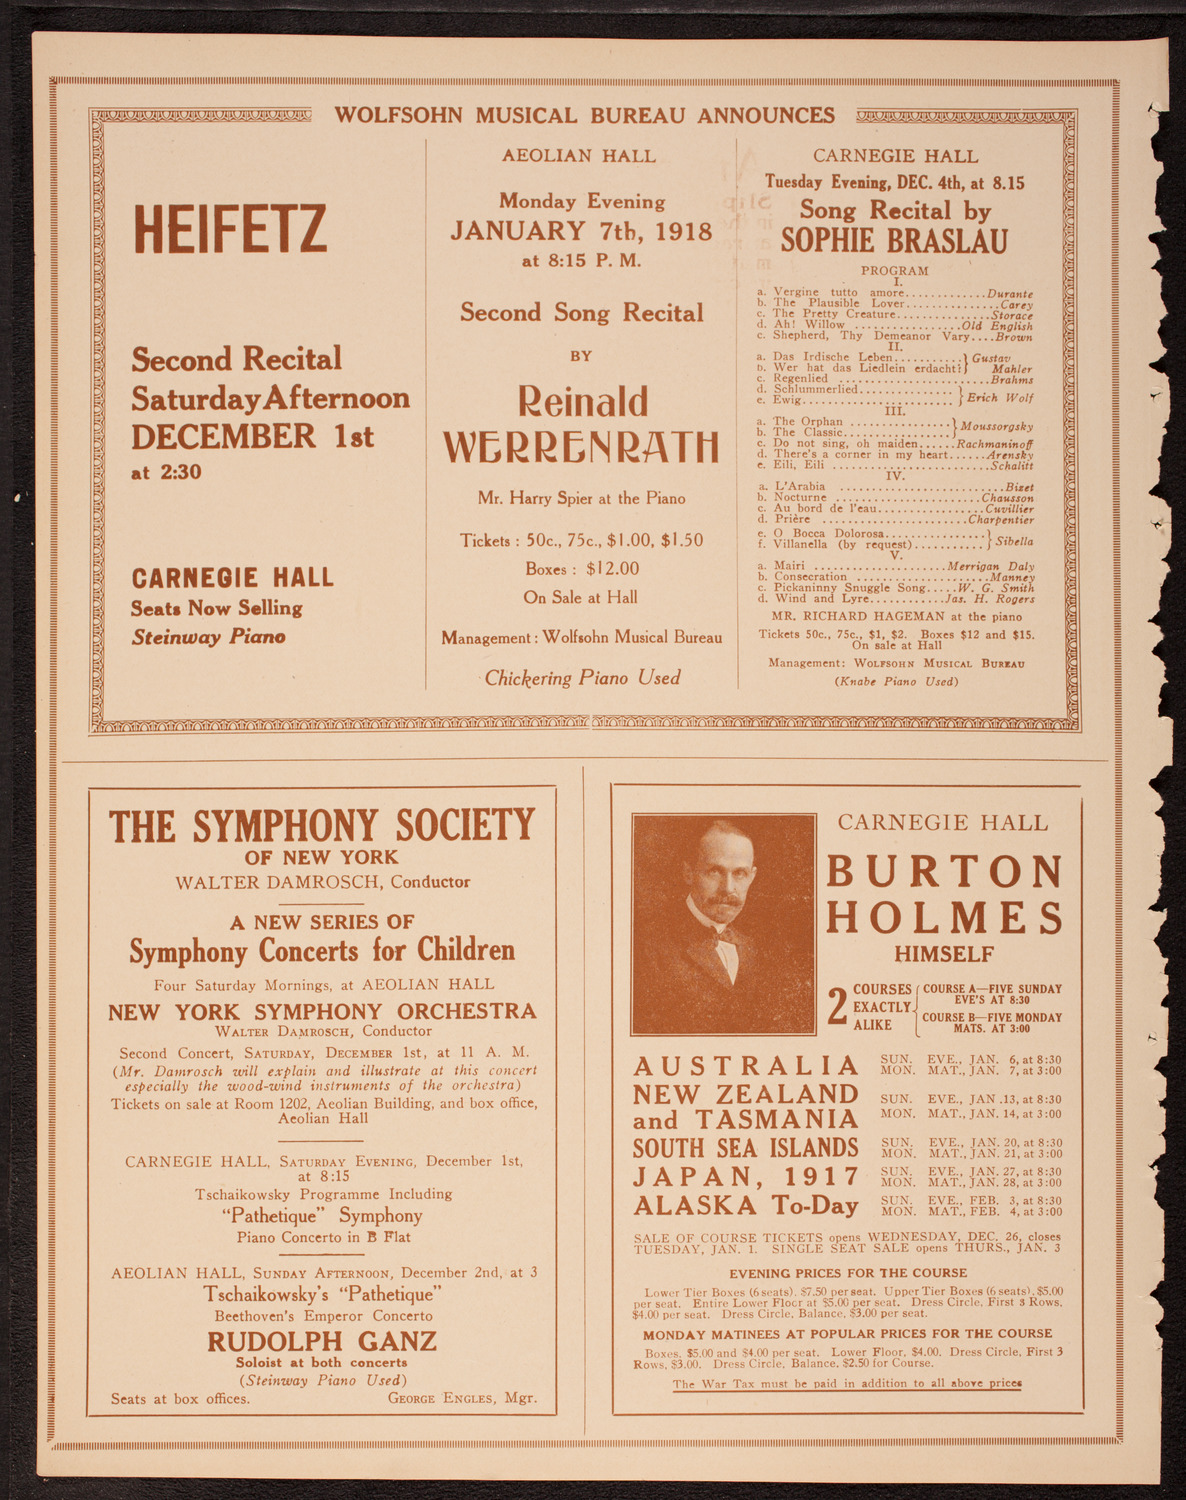 WOLFSOHN MUSICAL BUREAU ANNOUNCES
HEIFETZ
Second Recital
Saturday Afternoon
DECEMBER 1st
at 2:30
CARNEGIE HALL
Seats Now Selling
Steinway Piano
AEOLIAN HALL
Monday Evening
JANUARY 7th, 1918
at 8:15 P. M.
Second Song Recital
BY
Reinald
WERRENRATH
Mr. Harry Spier at the Piano
Tickets : 50c., 75c., $1.00, $1.50
Boxes : $12.00
On Sale at Hall
Management : Wolfsohn Musical Bureau
Chickering Piano Used
CARNEGIE HALL
Tuesday Evening, DEC. 4th, at 8.15
Song Recital by
SOPHIE BRASLAU
PROGRAM
I.
a. Vergine tutto amore.............Durante
b. The Plausible Lover...............Carey
c. The Pretty Creature...............Storace
d. Ah! Willow ................Old English
c. Shepherd, Thy Demeanor Vary....Brown
II.
a. Das Irdische Leben...........} Gustav
b. Wer hat das Liedlein erdacht?} Mahler
c. Regenlied .......................Brahms
d. Schlummerlied..............}
e. Ewig.......................} Erich Wolf
III.
a. The Orphan ...............} Moussorgsky
b. The Classic................}
c. Do not sing, oh maiden......Rachmaninoff
d. There's a corner in my heart......Arensky
e. Eili, Eili ........................Schalitt
IV.
a. L'Arabia .........................Bizet
b. Nocturne ......................Chausson
c. Au bord de l'eau................Cuvillier
d. Prière ......................Charpentier
e. O Bocca Dolorosa...............}
f. Villanella (by request)...........} Sibella
V.
a. Mairi ....................Merrigan Daly
b. Consecration ....................Manney
c. Pickaninny Snuggle Song.....W. G. Smith
d. Wind and Lyre...........Jas. H. Rogers
MR. RICHARD HAGEMAN at the piano
Tickets 50c., 75c., $1, $2. Boxes $12 and $15.
On sale at Hall
Management: WOLFSOHN MUSICAL BUREAU
(Knabe Piano Used)
THE SYMPHONY SOCIETY
OF NEW YORK
WALTER DAMROSCH, Conductor
A NEW SERIES OF
Symphony Concerts for Children
Four Saturday Mornings, at AEOLIAN HALL
NEW YORK SYMPHONY ORCHESTRA
WALTER DAMROSCH, Conductor
Second Concert, SATURDAY, DECEMBER 1st, at 11 A. M.
(Mr. Damrosch will explain and illustrate at this concert
especially the wood-wind instruments of the orchestra)
Tickets on sale at Room 1202, Aeolian Building, and box office,
Aeolian Hall
CARNEGIE HALL, SATURDAY EVENING, December 1st,
at 8:15
Tschaikowsky Programme Including
"Pathetique" Symphony
Piano Concerto in B Flat
AEOLIAN HALL, SUNDAY AFTERNOON, December 2nd, at 3
Tschaikowsky's "Pathetique"
Beethoven's Emperor Concerto
RUDOLPH GANZ
Soloist at both concerts
(Steinway Piano Used)
Seats at box offices. GEORGE ENGLES, Mgr.
CARNEGIE HALL
BURTON
HOLMES
HIMSELF
2 COURSES EXACTLY ALIKE
COURSE A—FIVE SUNDAY
EVE'S AT 8:30
COURSE B—FIVE MONDAY
MATS. AT 3:00
AUSTRALIA SUN. EVE., JAN. 6, at 8:30
MON. MAT., JAN. 7, at 3:00
NEW ZEALAND SUN. EVE., JAN .13, at 8:30
and TASMANIA MON. MAT., JAN. 14, at 3:00
SOUTH SEA ISLANDS SUN. EVE., JAN. 20, at 8:30
MON. MAT., JAN. 21, at 3:00
JAPAN, 1917 SUN. EVE., JAN. 27, at 8:30
MON. MAT., JAN. 28, at 3:00
ALASKA To-Day SUN. EVE., FEB. 3, at 8:30
MON. MAT., FEB. 4, at 3:00
SALE OF COURSE TICKETS opens WEDNESDAY, DEC. 26, closes
TUESDAY, JAN. 1. SINGLE SEAT SALE opens THURS., JAN. 3
EVENING PRICES FOR THE COURSE
Lower Tier Boxes (6 seats), $7.50 per seat. Upper Tier Boxes (6 seats), $5.00
per seat. Entire Lower Floor at $5.00 per seat. Dress Circle, First 3 Rows,
$4.00 per seat. Dress Circle, Balance, $3.00 per seat.
MONDAY MATINEES AT POPULAR PRICES FOR THE COURSE
Boxes, $5.00 and $4.00 per seat. Lower Floor, $4.00. Dress Circle, First 3
Rows, $3.00. Dress Circle, Balance, $2.50 for Course.
The War Tax must be paid in addition to all above prices